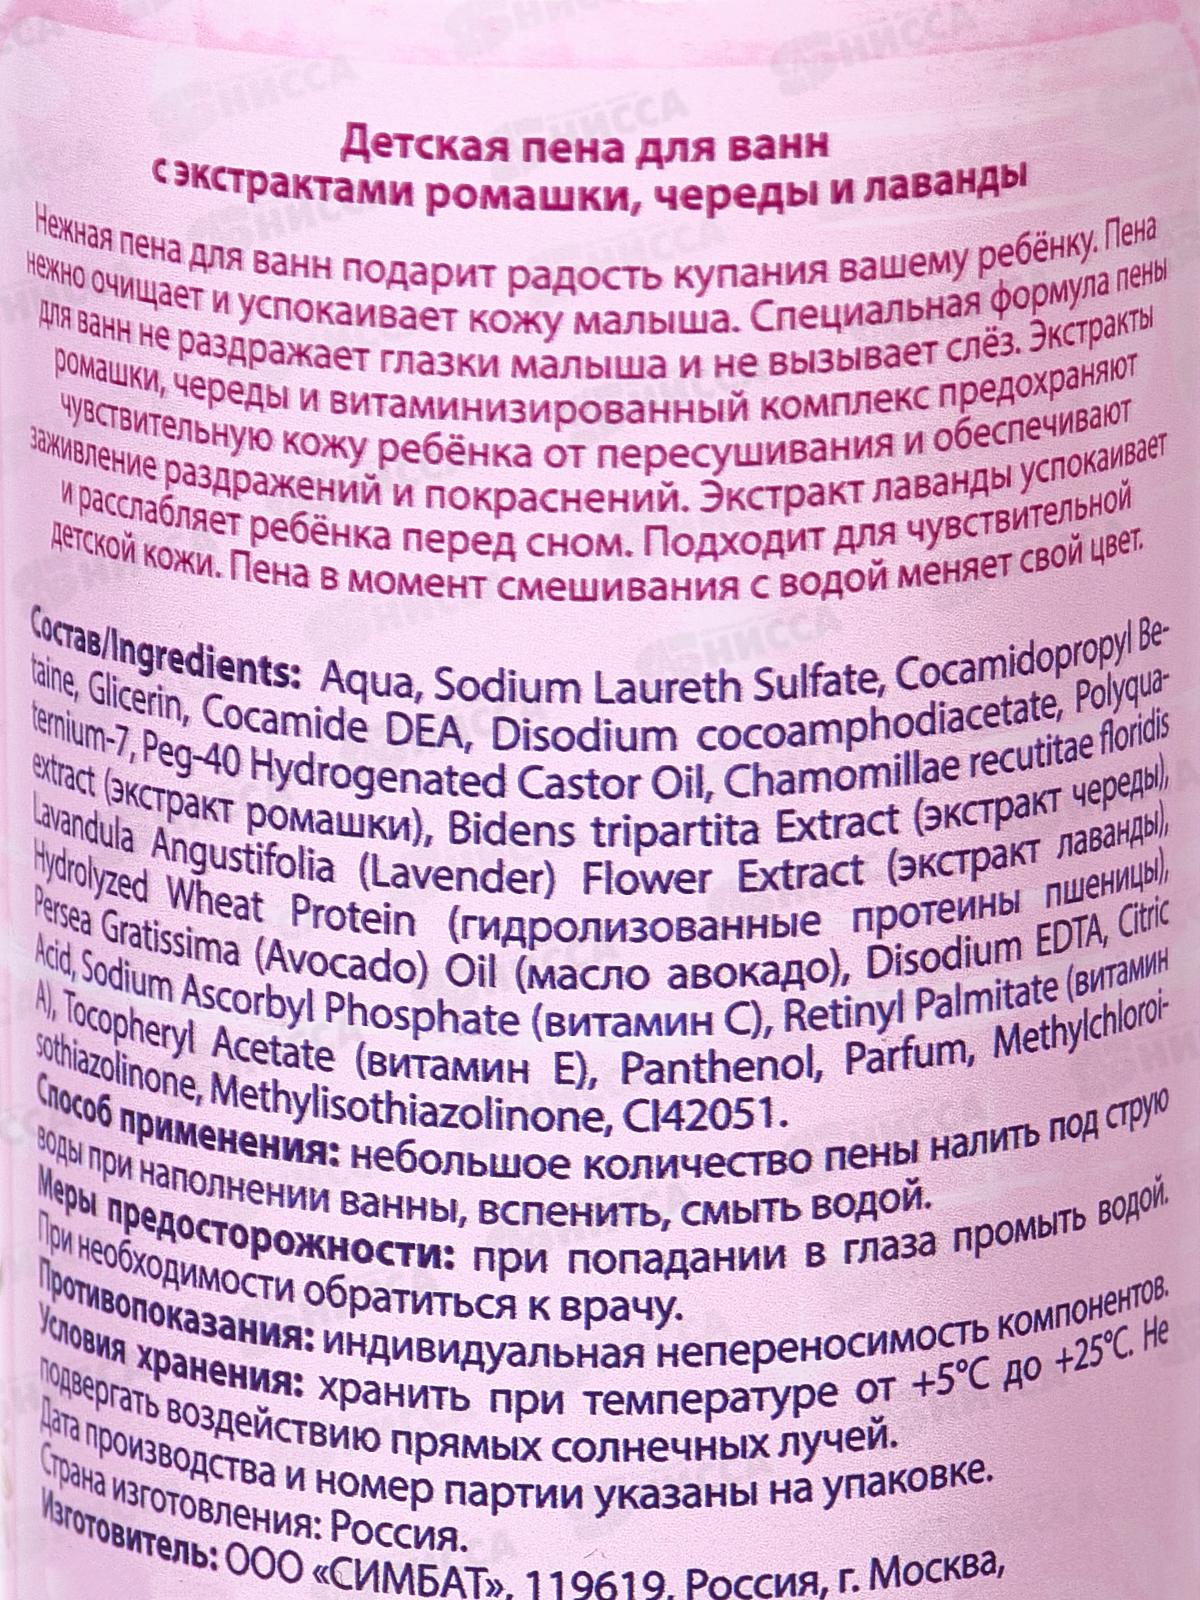 Детская пена для ванн
с экстрактами ромашки, череды и лаванды
Нежная пена для ванн подарит радость купания вашему ребёнку. Пена
нежно очищает и успокаивает кожу малыша. Специальная формула пены
для ванн не раздражает глазки малыша и не вызывает слёз. Экстракты
ромашки, череды и витаминизированный комплекс предохраняют
чувствительную кожу ребёнка от пересушивания и обеспечивают
заживление раздражений и покраснений. Экстракт лаванды успокаивает
и расслабляет ребёнка перед сном. Подходит для чувствительной
детской кожи. Пена в момент смешивания с водой меняет свой цвет.
Состав/Ingredients: Aqua, Sodium Laureth Sulfate, Cocamidopropyl Be-
taine, Glicerin, Cocamide DEA, Disodium cocoamphodiacetate, Polyqua-
ternium-7, Peg-40 Hydrogenated Castor Oil, Chamomillae recutitae floridis
extract (экстракт ромашки), Bidens tripartita Extract (экстракт череды),
Lavandula Angustifolia (Lavender) Flower Extract (экстракт лаванды),
Hydrolyzed Wheat Protein (гидролизованные протеины пшеницы),
Persea Gratissima (Avocado) Oil (масло авокадо), Disodium EDTA, Citric
Acid, Sodium Ascorbyl Phosphate (витамин С), Retinyl Palmitate (витамин
А), Tocopheryl Acetate (витамин Е), Panthenol, Parfum, Methylchloroi-
sothiazolinone, Methylisothiazolinone, CI42051.
Способ применения: небольшое количество пены налить под струю
воды при наполнении ванны, вспенить, смыть водой.
Меры предосторожности: при попадании в глаза промыть водой.
При необходимости обратиться к врачу.
Противопоказания: индивидуальная непереносимость компонентов.
Условия хранения: хранить при температуре от +5°С до +25°С. Не
подвергать воздействию прямых солнечных лучей.
Дата производства и номер партии указаны на упаковке.
Страна изготовления: Россия.
Изготовитель: ООО «СИМБАТ», 119619, Россия, г. Москва,